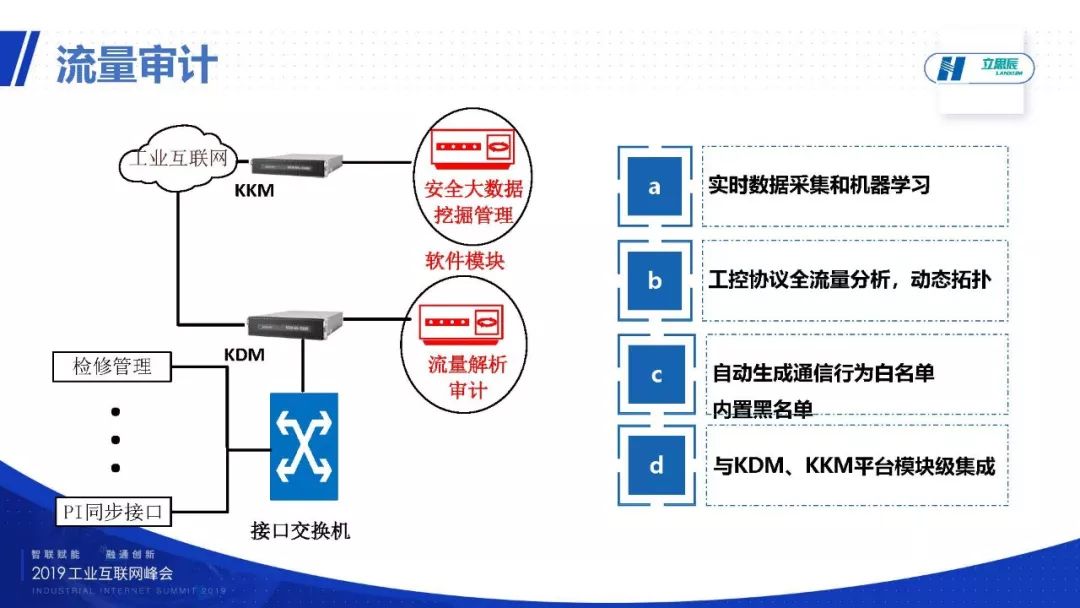 流量审计
立思辰
LANXUM
工业互联网
KKM
安全大数据
挖掘管理
软件模块
KDM
流量解析
审计
检修管理
PI同步接口
接口交换机
a
实时数据采集和机器学习
b
工控协议全流量分析，动态拓扑
c
自动生成通信行为白名单
内置黑名单
d
与KDM、KKM平台模块级集成
智联赋能 融通创新
2019工业互联网峰会
INDUSTRIAL INTERNET SUMMIT 2019